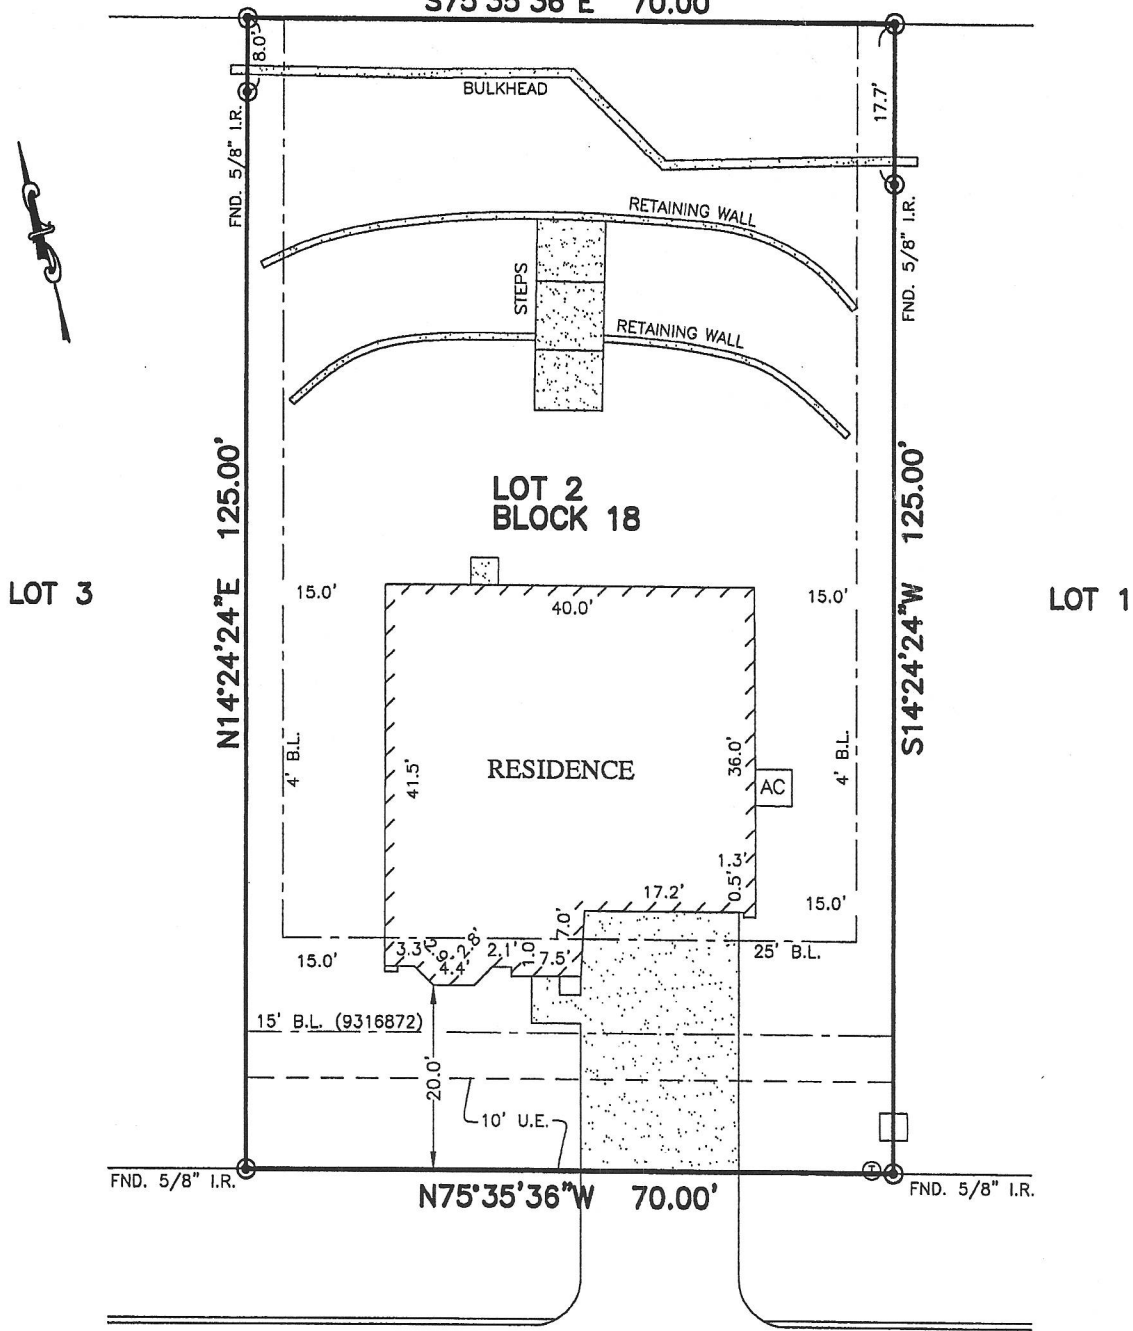 S75°35'36"E 70.00'
8.0'
BULKHEAD
17.7'
FND. 5/8" I.R.
RETAINING WALL
FND. 5/8" I.R.
STEPS
RETAINING WALL
N14°24'24"E 125.00'
LOT 2
BLOCK 18
S14°24'24"W 125.00'
LOT 3
15.0'
40.0'
15.0'
LOT 1
4' B.L.
41.5'
RESIDENCE
36.0'
AC
4' B.L.
1.3'
0.5'
17.2'
15.0'
7.0'
15.0'
3.3'
2.8'
4.4'
2.1'
1.0
7.5'
25' B.L.
15' B.L. (9316872)
20.0'
10' U.E.
T
FND. 5/8" I.R.
N75°35'36"W 70.00'
FND. 5/8" I.R.